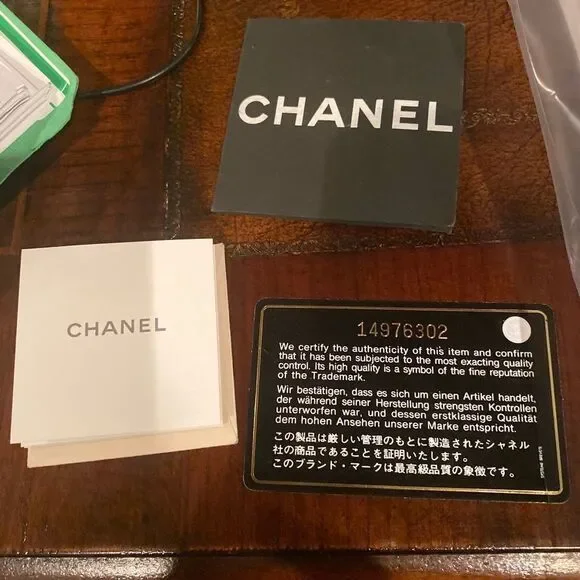 CHANEL
CHANEL
14976302
We certify the authenticity of this item and confirm
that it has been subjected to the most exacting quality
control. Its high quality is a symbol of the fine reputation
of the Trademark.
Wir bestätigen, dass es sich um einen Artikel handelt,
der während seiner Herstellung strengsten Kontrollen
unterworfen war, und dessen erstklassige Qualität
dem hohen Ansehen unserer Marke entspricht.
この製品は厳しい管理のもとに製造されたシャネル
社の商品であることを証明いたします。
このブランド・マークは最高級品質の象徴です。